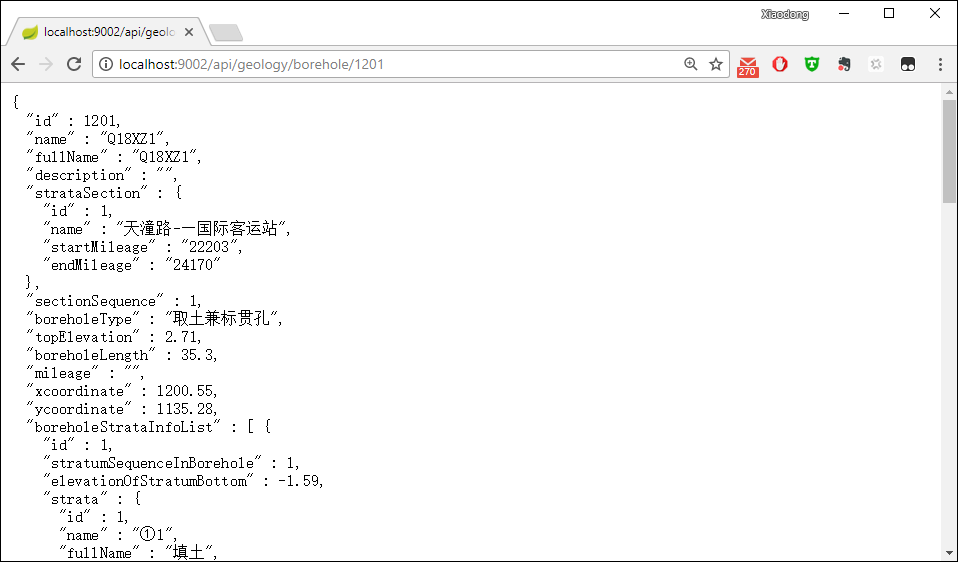 Xiaodong
localhost:9002/api/geolo
localhost:9002/api/geology/borehole/1201
270
{
"id" : 1201,
"name" : "Q18XZ1",
"fullName" : "Q18XZ1",
"description" : "",
"strataSection" : {
"id" : 1,
"name" : "天潼路-一国际客运站",
"startMileage" : "22203",
"endMileage" : "24170"
},
"sectionSequence" : 1,
"boreholeType" : "取土兼标贯孔",
"topElevation" : 2.71,
"boreholeLength" : 35.3,
"mileage" : "",
"xcoordinate" : 1200.55,
"ycoordinate" : 1135.28,
"boreholeStrataInfoList" : [ {
"id" : 1,
"stratumSequenceInBorehole" : 1,
"elevationOfStratumBottom" : -1.59,
"strata" : {
"id" : 1,
"name" : "①1",
"fullName" : "填土",